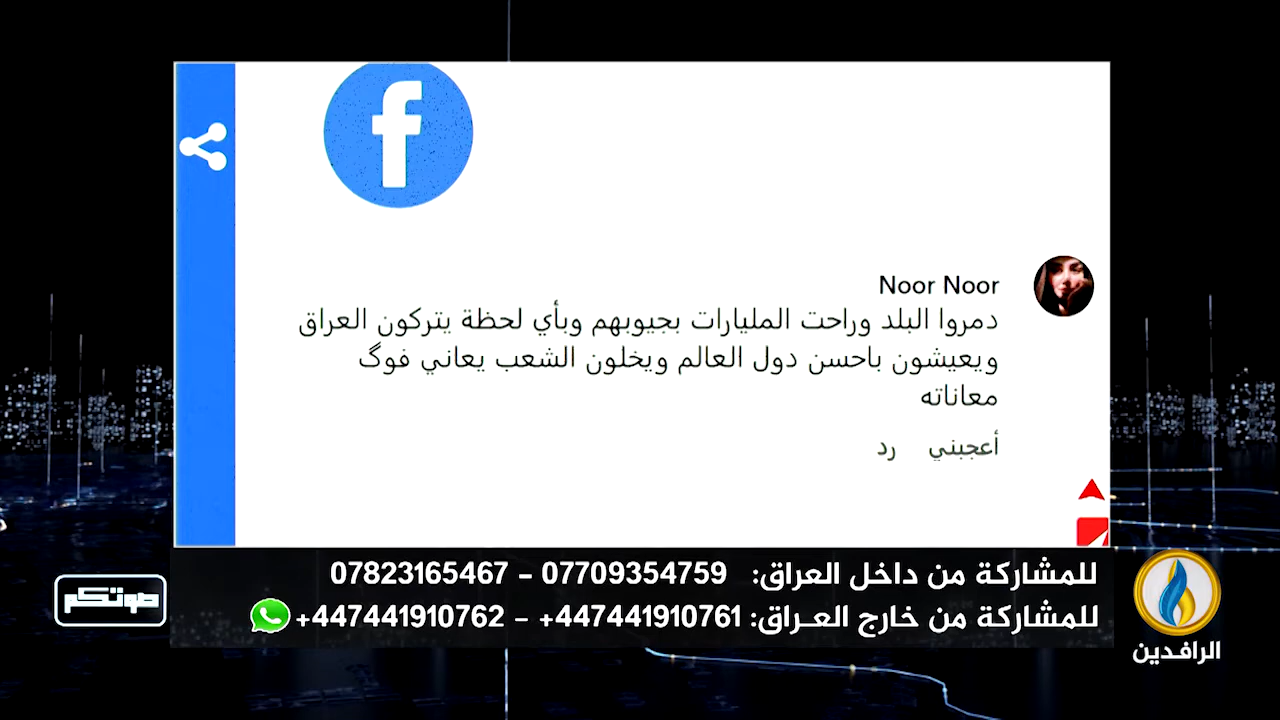 Noor Noor
دمروا البلد وراحت المليارات بجيوبهم وبأي لحظة يتركون العراق
ويعيشون باحسن دول العالم ويخلون الشعب يعاني فوگ
معاناته
أعجبني رد
للمشاركة من داخل العراق: 07709354759 - 07823165467
للمشاركة من خارج العـراق: 447441910761+ - 447441910762+
صوتكم
الرافدين